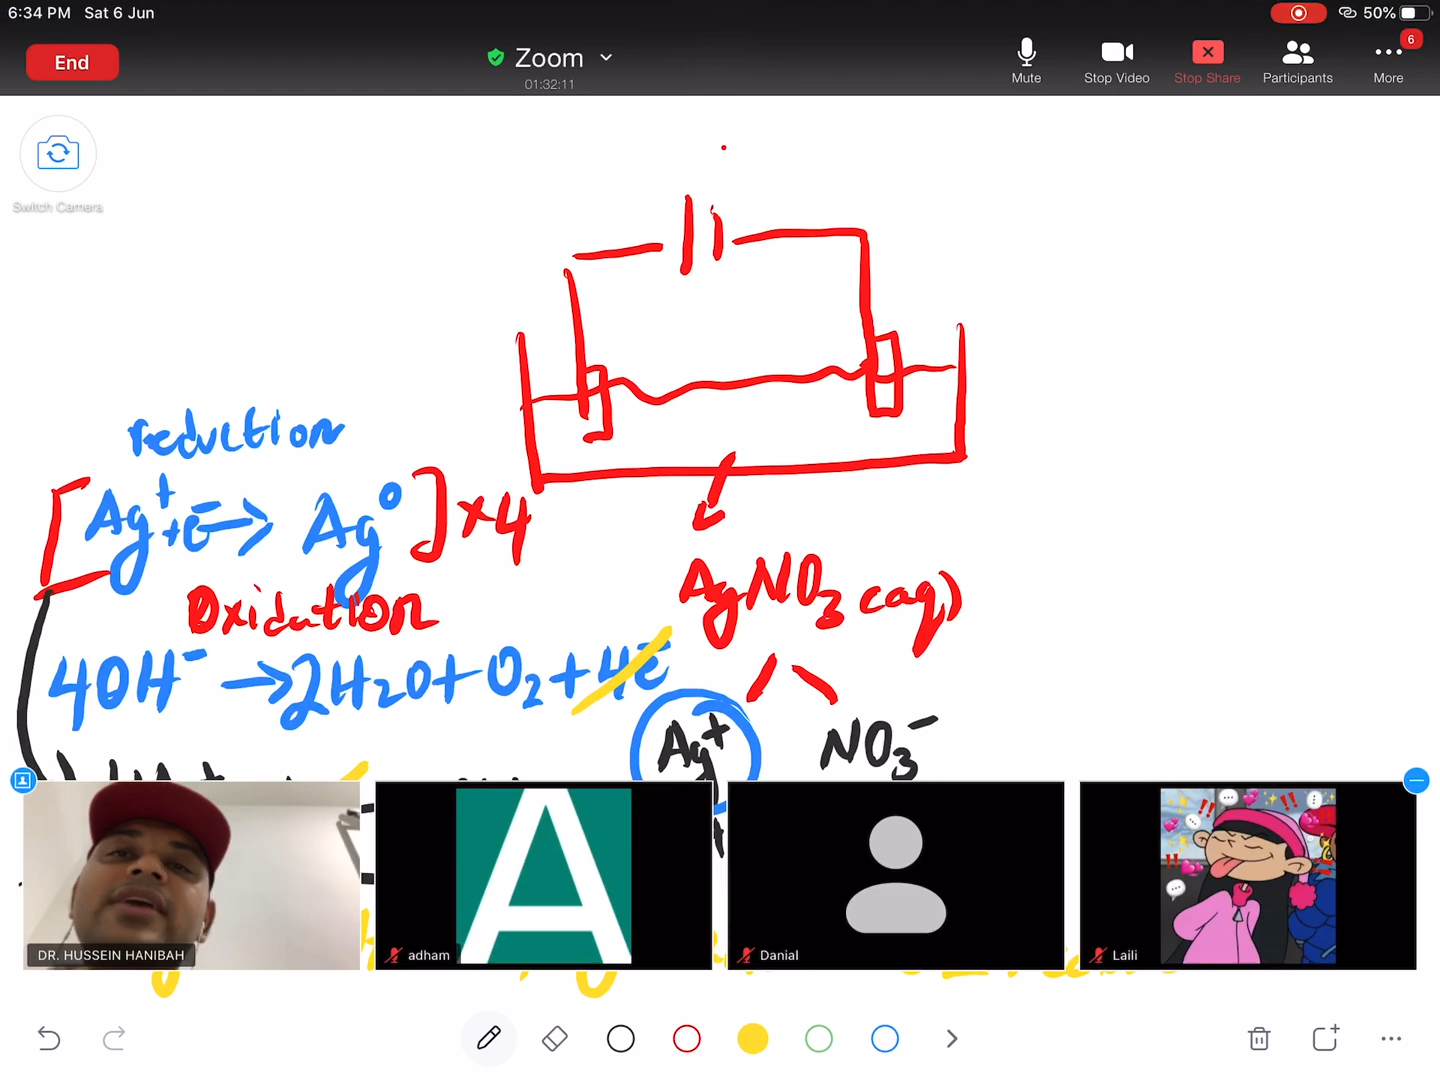 6:34 PM Sat 6 Jun
50%
End
Zoom
01:32:11
Mute
Stop Video
Stop Share
Participants
More
6
Switch Camera
reduction
[Ag⁺ + e⁻ → Ag⁰] × 4
Oxidation
4OH⁻ → 2H₂O + O₂ + 4e⁻
AgNO₃ (aq)
Ag⁺ NO₃⁻
DR. HUSSEIN HANIBAH
adham
A
Danial
Laili